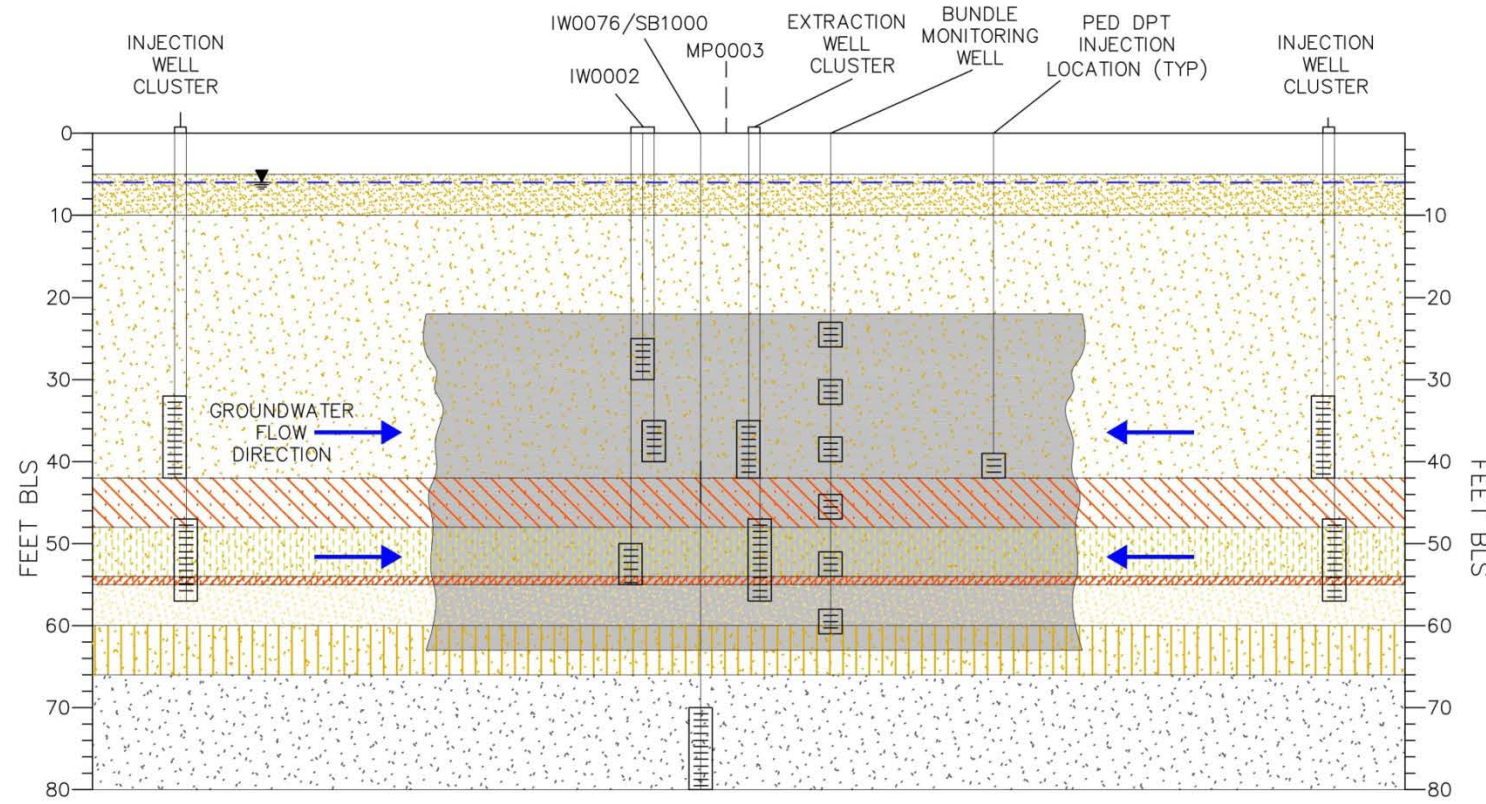 INJECTION
WELL
CLUSTER
IW0002
IW0076/SB1000
MP0003
EXTRACTION
WELL
CLUSTER
BUNDLE
MONITORING
WELL
PED DPT
INJECTION
LOCATION (TYP)
INJECTION
WELL
CLUSTER
0
10
20
30
40
50
60
70
80
FEET BLS
GROUNDWATER
FLOW
DIRECTION
10
20
30
40
50
60
70
80
FEET BLS